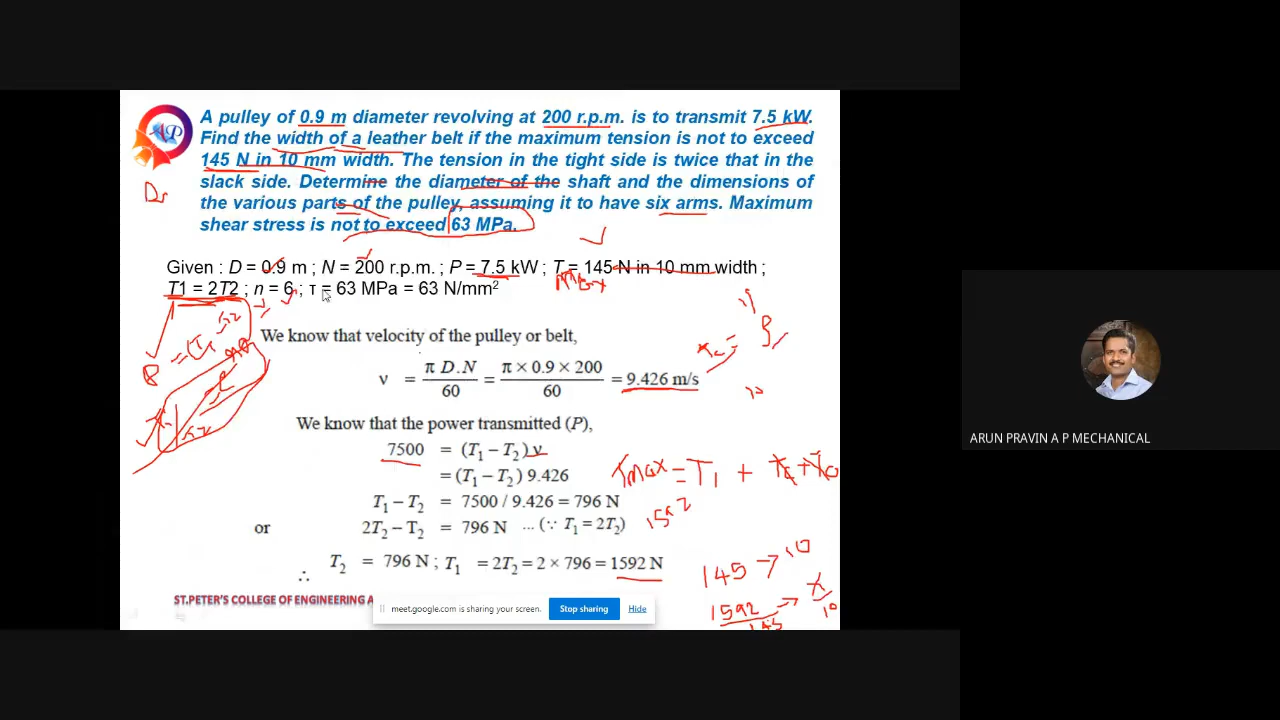 A pulley of 0.9 m diameter revolving at 200 r.p.m. is to transmit 7.5 kW.
Find the width of a leather belt if the maximum tension is not to exceed
145 N in 10 mm width. The tension in the tight side is twice that in the
slack side. Determine the diameter of the shaft and the dimensions of
the various parts of the pulley, assuming it to have six arms. Maximum
shear stress is not to exceed 63 MPa.
Given : D = 0.9 m ; N = 200 r.p.m. ; P = 7.5 kW ; T = 145 N in 10 mm width ;
T1 = 2T2 ; n = 6 ; τ = 63 MPa = 63 N/mm²
We know that velocity of the pulley or belt,
v = π D.N / 60 = π × 0.9 × 200 / 60 = 9.426 m/s
We know that the power transmitted (P),
7500 = (T₁ – T₂) v
= (T₁ – T₂) 9.426
T₁ – T₂ = 7500 / 9.426 = 796 N
or 2T₂ – T₂ = 796 N ... (∵ T₁ = 2T₂)
∴ T₂ = 796 N ; T₁ = 2T₂ = 2 × 796 = 1592 N
Tmax = T1 +
1592
145 → 10
1592 → x
145 10
ST.PETER'S COLLEGE OF ENGINEERING A
meet.google.com is sharing your screen.
Stop sharing
Hide
ARUN PRAVIN A P MECHANICAL